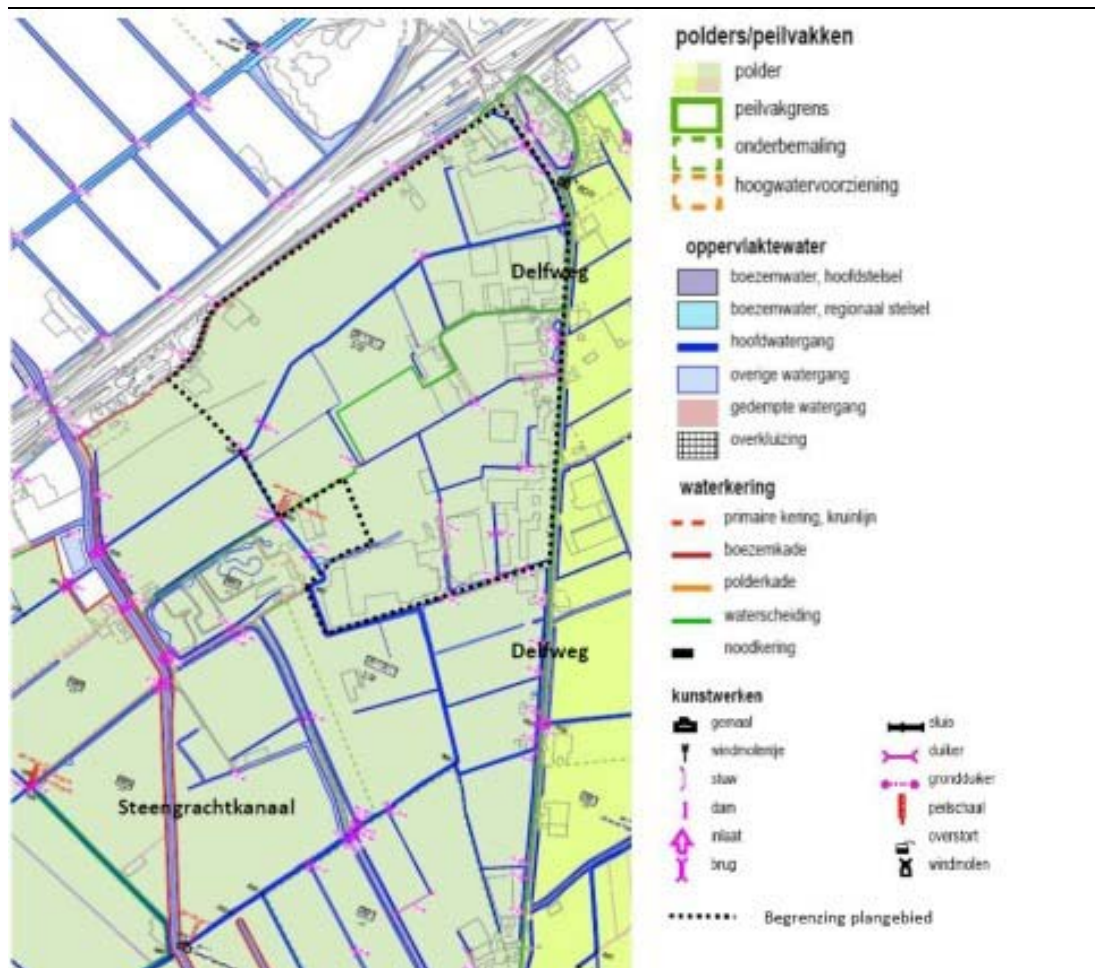 Delfweg
Delfweg
Steengrachtkanaal
polders/peilvakken
polder
peilvakgrens
onderbemaling
hoogwatervoorziening
oppervlaktewater
boezemwater, hoofdstelsel
boezemwater, regionaal stelsel
hoofdwatergang
overige watergang
gedempte watergang
overkluizing
waterkering
primaire kering, kruinlijn
boezemkade
polderkade
waterscheiding
noodkering
kunstwerken
gemaal
windmolentje
stuw
dam
inlaat
brug
sluis
duiker
grondduiker
peilschaal
overstort
windmolen
Begrenzing plangebied